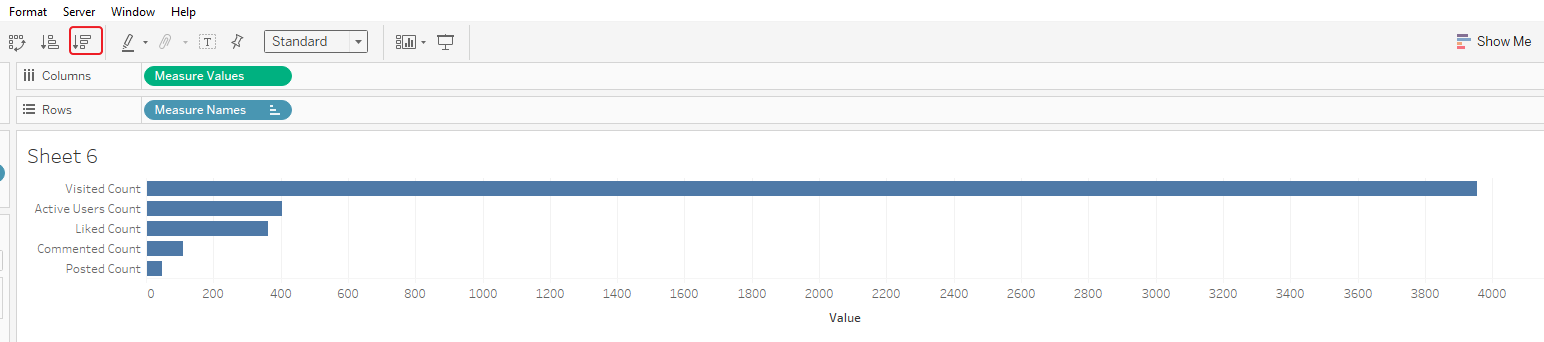 Format Server Window Help
T Standard Show Me
Columns Measure Values
Rows Measure Names
Sheet 6
Visited Count
Active Users Count
Liked Count
Commented Count
Posted Count
0 200 400 600 800 1000 1200 1400 1600 1800 2000 2200 2400 2600 2800 3000 3200 3400 3600 3800 4000
Value